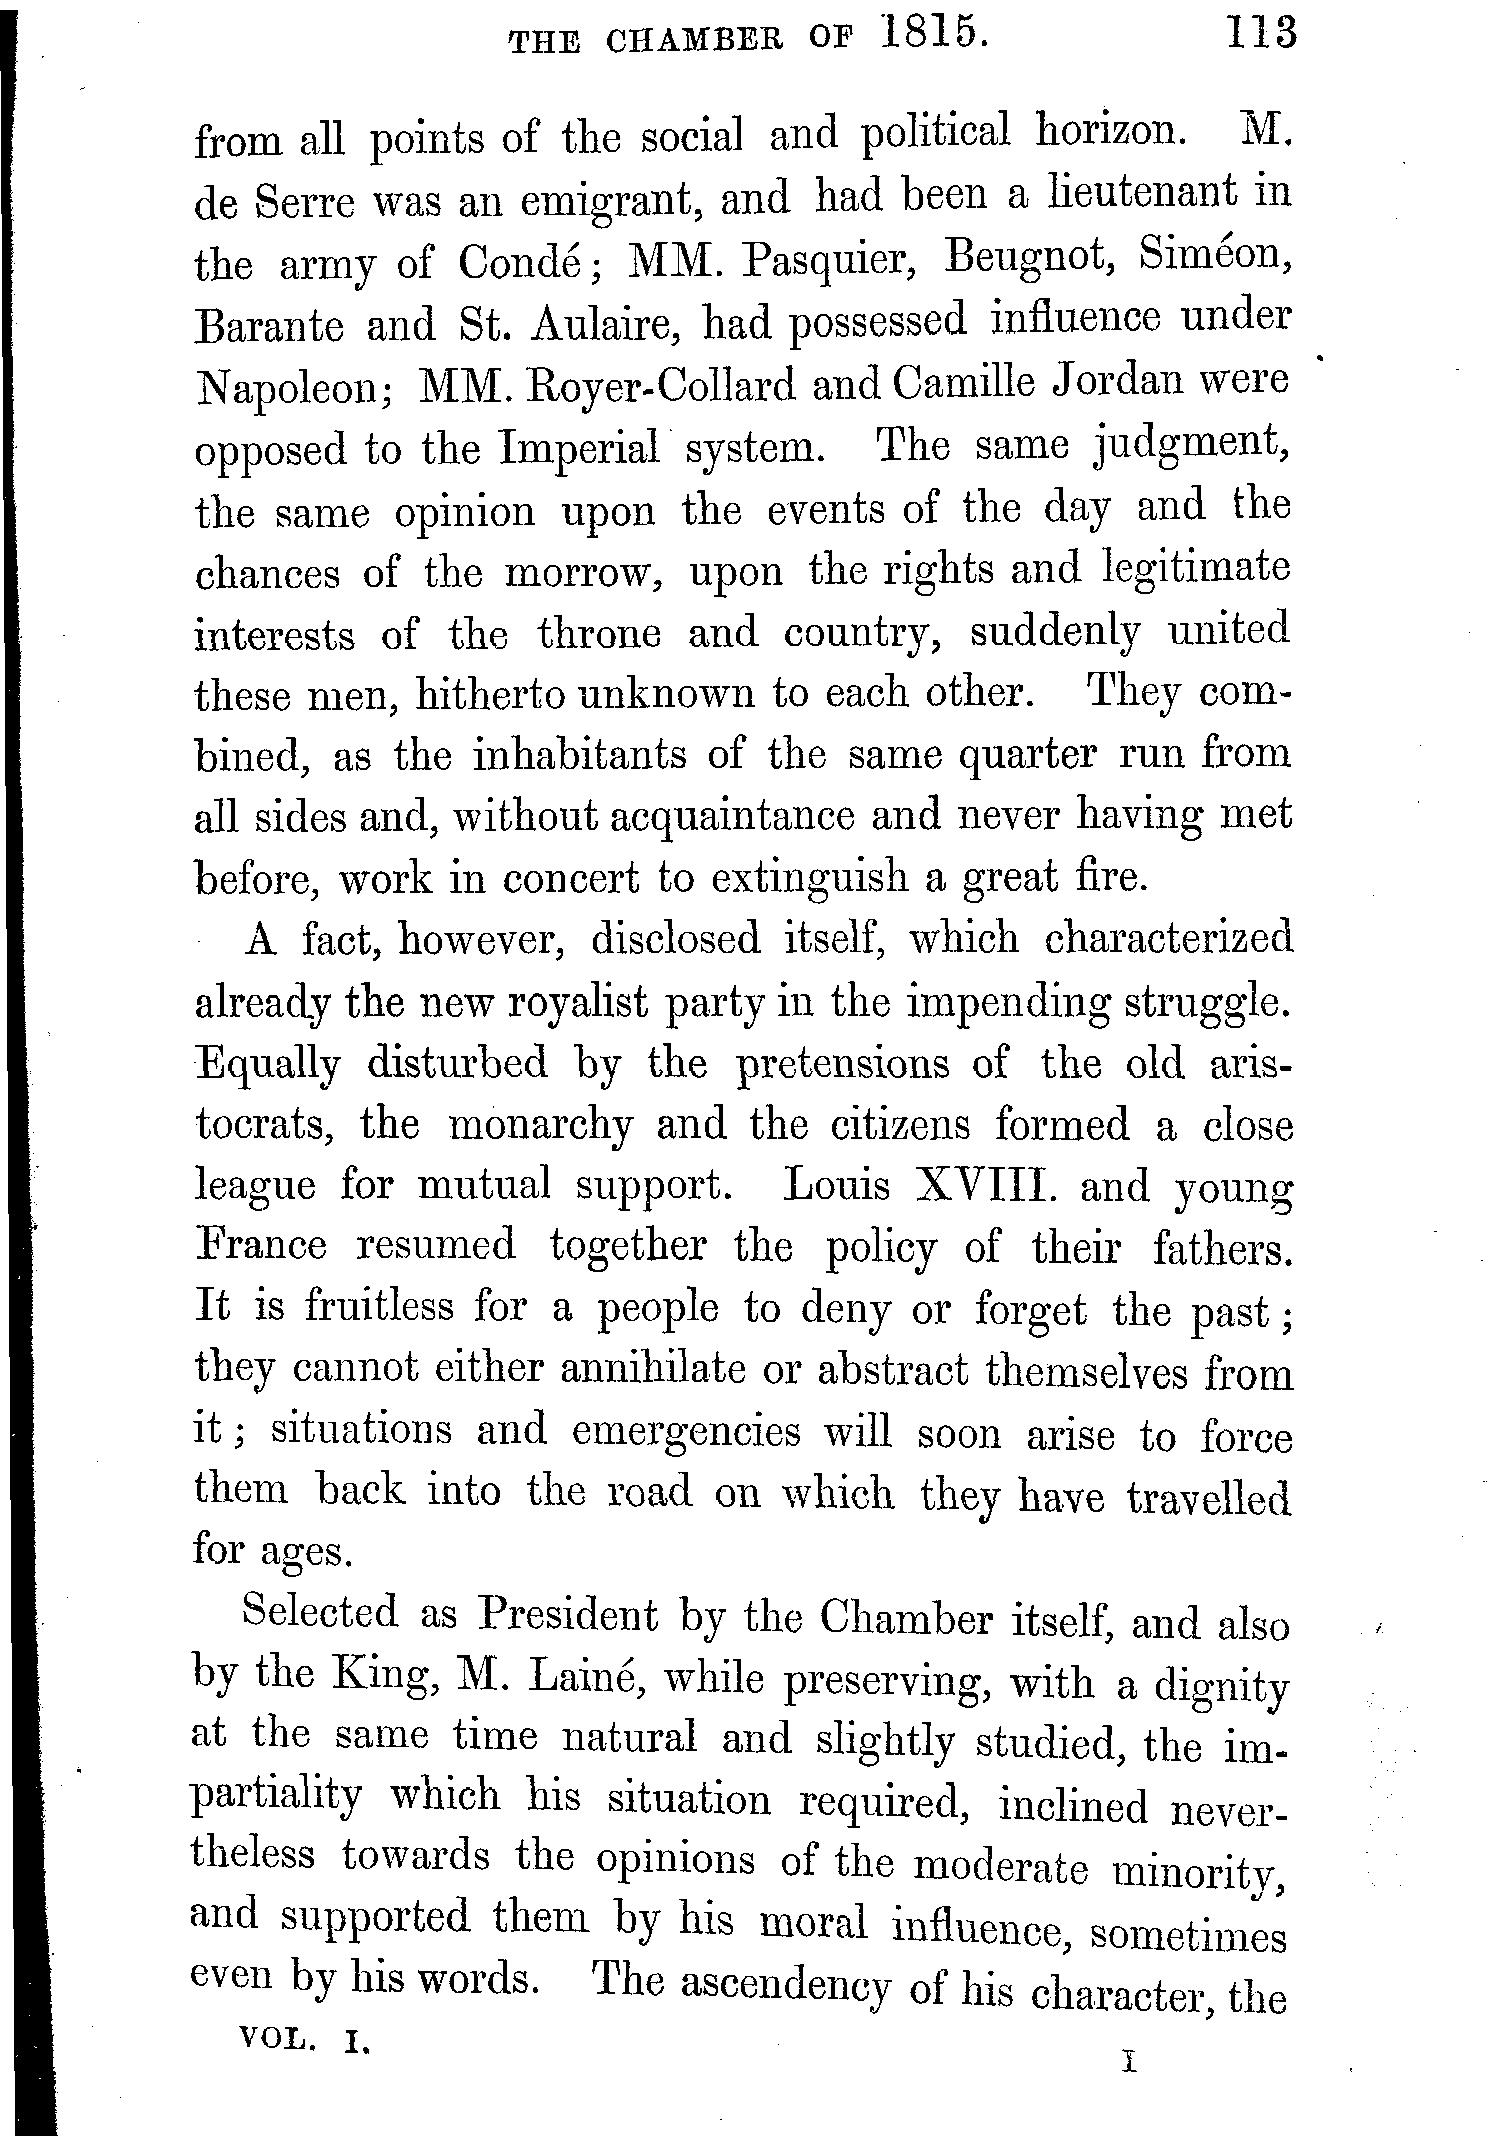 THE CHAMBER OF 1815. 113
from all points of the social and political horizon. M.
de Serre was an emigrant, and had been a lieutenant in
the army of Condé; MM. Pasquier, Beugnot, Siméon,
Barante and St. Aulaire, had possessed influence under
Napoleon; MM. Royer-Collard and Camille Jordan were
opposed to the Imperial system. The same judgment,
the same opinion upon the events of the day and the
chances of the morrow, upon the rights and legitimate
interests of the throne and country, suddenly united
these men, hitherto unknown to each other. They com-
bined, as the inhabitants of the same quarter run from
all sides and, without acquaintance and never having met
before, work in concert to extinguish a great fire.
A fact, however, disclosed itself, which characterized
already the new royalist party in the impending struggle.
Equally disturbed by the pretensions of the old aris-
tocrats, the monarchy and the citizens formed a close
league for mutual support. Louis XVIII. and young
France resumed together the policy of their fathers.
It is fruitless for a people to deny or forget the past;
they cannot either annihilate or abstract themselves from
it; situations and emergencies will soon arise to force
them back into the road on which they have travelled
for ages.
Selected as President by the Chamber itself, and also
by the King, M. Lainé, while preserving, with a dignity
at the same time natural and slightly studied, the im-
partiality which his situation required, inclined never-
theless towards the opinions of the moderate minority,
and supported them by his moral influence, sometimes
even by his words. The ascendency of his character, the
VOL. I. I